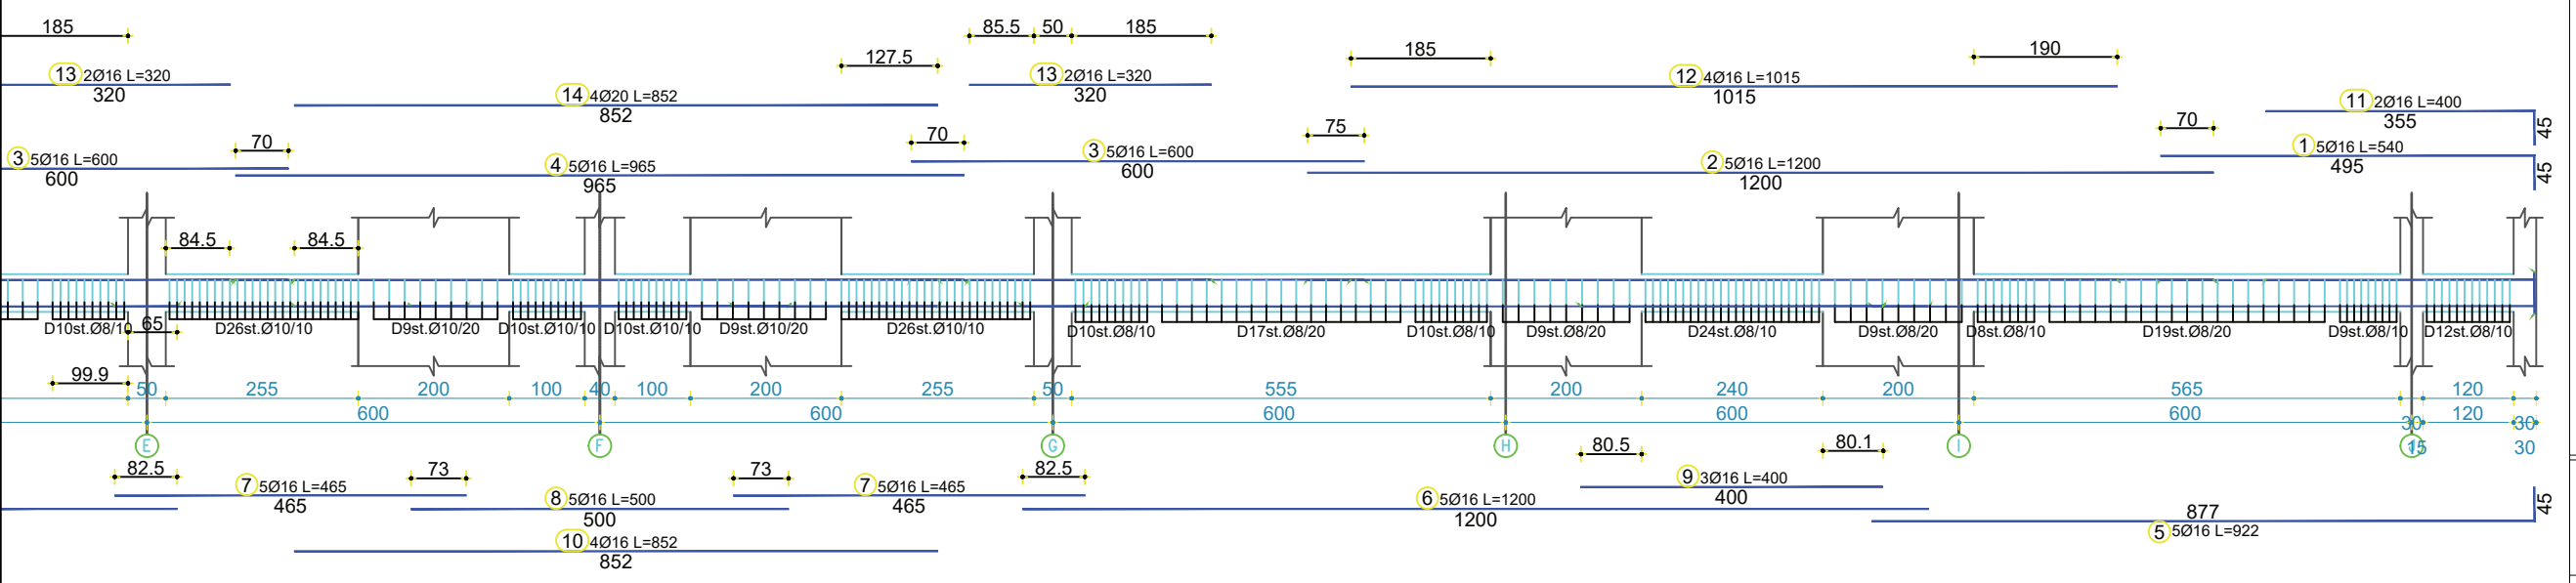 185
85.5 50 185
127.5
185
190
13 2Ø16 L=320
320
14 4Ø20 L=852
852
13 2Ø16 L=320
320
12 4Ø16 L=1015
1015
11 2Ø16 L=400
355
45
70
70
75
70
3 5Ø16 L=600
600
4 5Ø16 L=965
965
3 5Ø16 L=600
600
2 5Ø16 L=1200
1200
1 5Ø16 L=540
495
45
84.5 84.5
D10st.Ø8/10 65 D26st.Ø10/10 D9st.Ø10/20 D10st.Ø10/10 D10st.Ø10/10 D9st.Ø10/20 D26st.Ø10/10 D10st.Ø8/10 D17st.Ø8/20 D10st.Ø8/10 D9st.Ø8/20 D24st.Ø8/10 D9st.Ø8/20 D8st.Ø8/10 D19st.Ø8/20 D9st.Ø8/10 D12st.Ø8/10
99.9
50 255 200 100 40 100 200 255 50 555 200 240 200 565 120
600 600 600 600 600 120
30 30
E F G H I 15 30
82.5 73 73 82.5 80.5 80.1
7 5Ø16 L=465
465
8 5Ø16 L=500
500
7 5Ø16 L=465
465
6 5Ø16 L=1200
1200
9 3Ø16 L=400
400
877
5 5Ø16 L=922
45
10 4Ø16 L=852
852